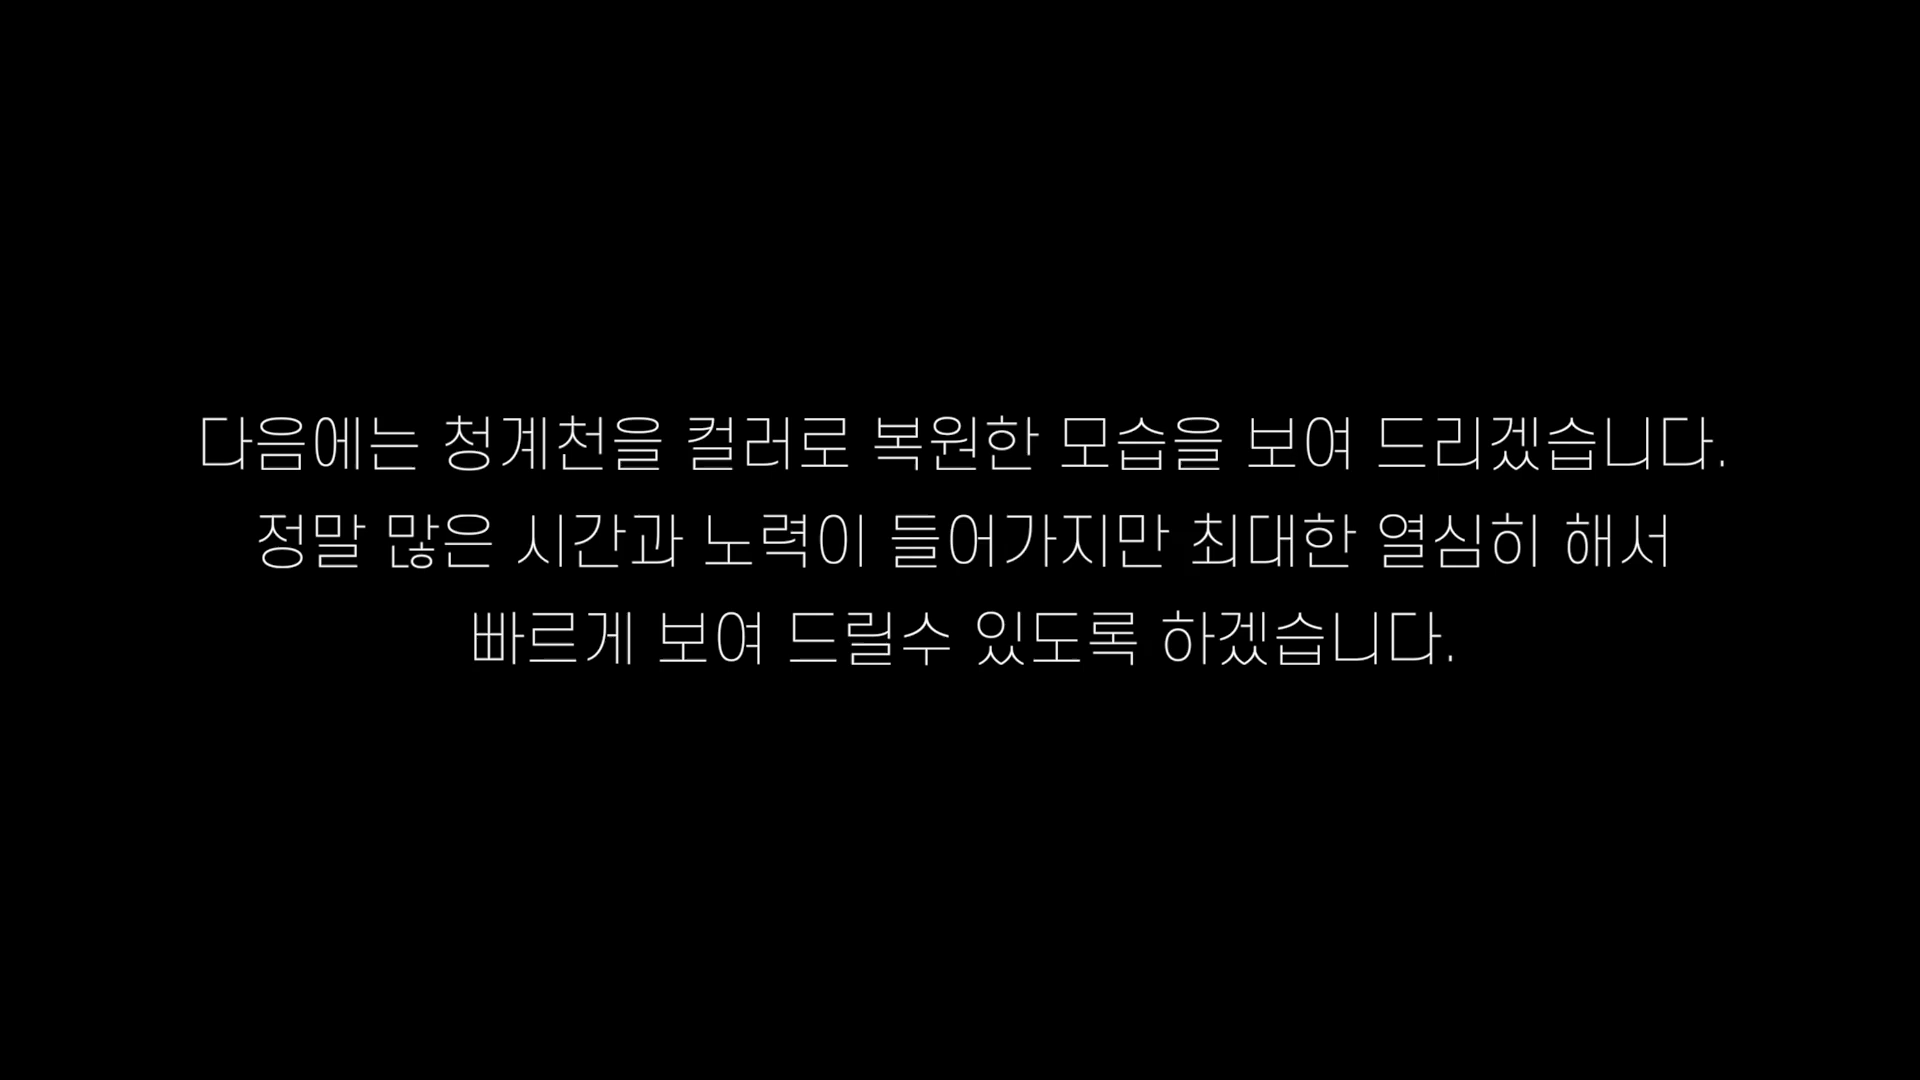 다음에는 청계천을 컬러로 복원한 모습을 보여 드리겠습니다.
정말 많은 시간과 노력이 들어가지만 최대한 열심히 해서
빠르게 보여 드릴수 있도록 하겠습니다.